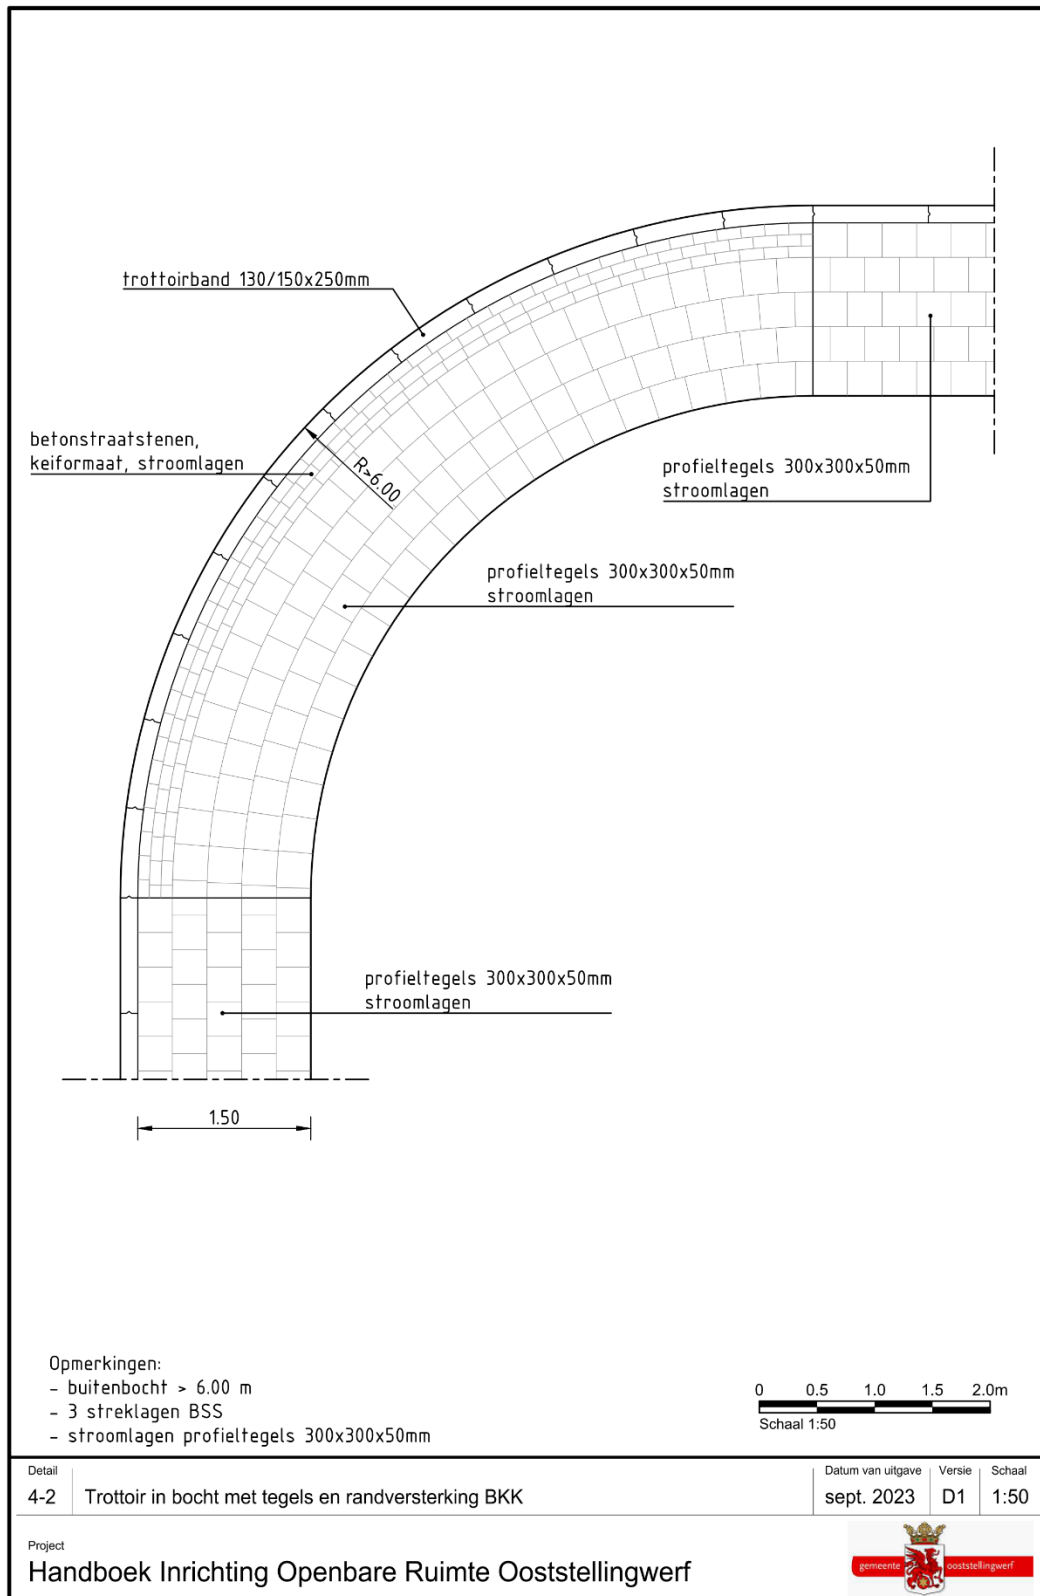 trottoirband 130/150x250mm
betonstraatstenen,
keiformaat, stroomlagen
R>6.00
profieltegels 300x300x50mm
stroomlagen
profieltegels 300x300x50mm
stroomlagen
profieltegels 300x300x50mm
stroomlagen
1.50
Opmerkingen:
- buitenbocht > 6.00 m
- 3 streklagen BSS
- stroomlagen profieltegels 300x300x50mm
0 0.5 1.0 1.5 2.0m
Schaal 1:50
Detail
4-2 Trottoir in bocht met tegels en randversterking BKK
Datum van uitgave
sept. 2023
Versie
D1
Schaal
1:50
Project
Handboek Inrichting Openbare Ruimte Ooststellingwerf
gemeente ooststellingwerf